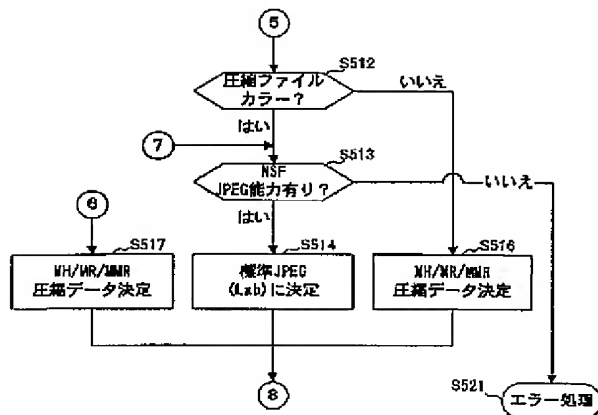 5
S512
圧縮ファイル
カラー?
いいえ
はい
7
S513
NSF
JPEG能力有り?
いいえ
はい
6
S517
MH/MR/MMR
圧縮データ決定
S514
標準JPEG
(Lab)に決定
S516
MH/MR/MMR
圧縮データ決定
8
S521
エラー処理